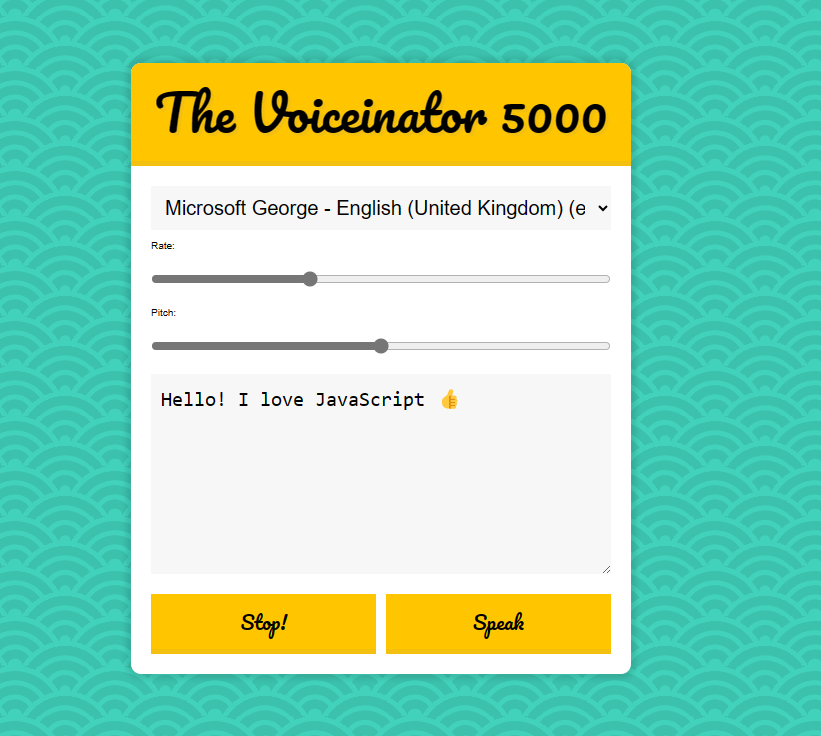 The Voiceinator 5000
Microsoft George - English (United Kingdom) (e
Rate:
Pitch:
Hello! I love JavaScript 👍
Stop!
Speak